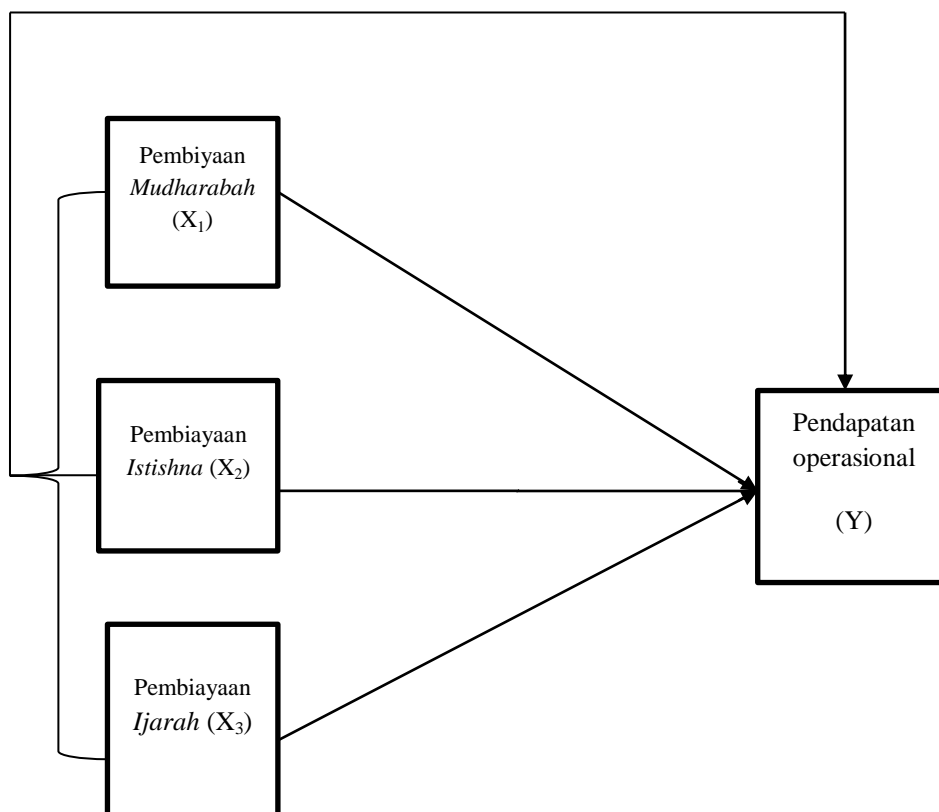 Pembiyaan
Mudharabah
(X₁)
Pembiayaan
Istishna (X₂)
Pembiayaan
Ijarah (X₃)
Pendapatan
operasional
(Y)